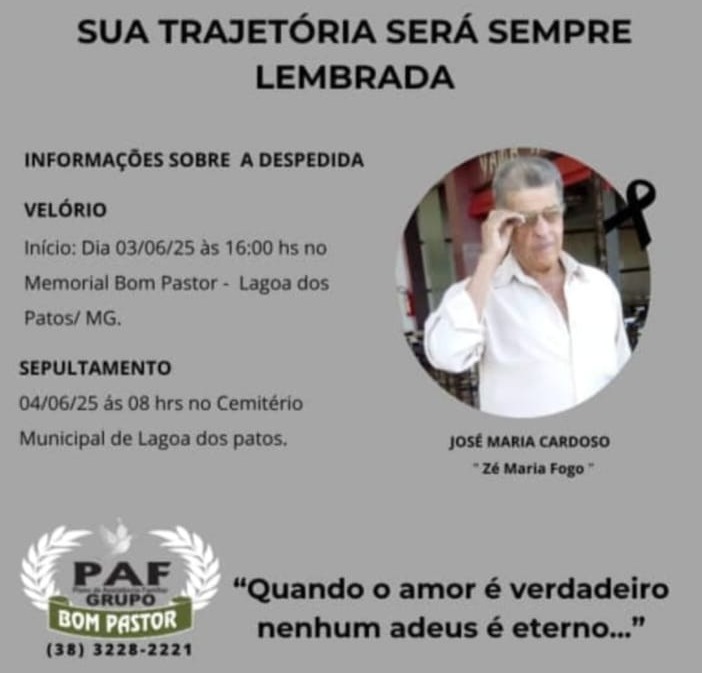 SUA TRAJETÓRIA SERÁ SEMPRE
LEMBRADA
INFORMAÇÕES SOBRE A DESPEDIDA
VELÓRIO
Início: Dia 03/06/25 às 16:00 hs no
Memorial Bom Pastor - Lagoa dos
Patos/ MG.
SEPULTAMENTO
04/06/25 ás 08 hrs no Cemitério
Municipal de Lagoa dos patos.
JOSÉ MARIA CARDOSO
" Zé Maria Fogo "
PAF
GRUPO
BOM PASTOR
(38) 3228-2221
“Quando o amor é verdadeiro
nenhum adeus é eterno...”